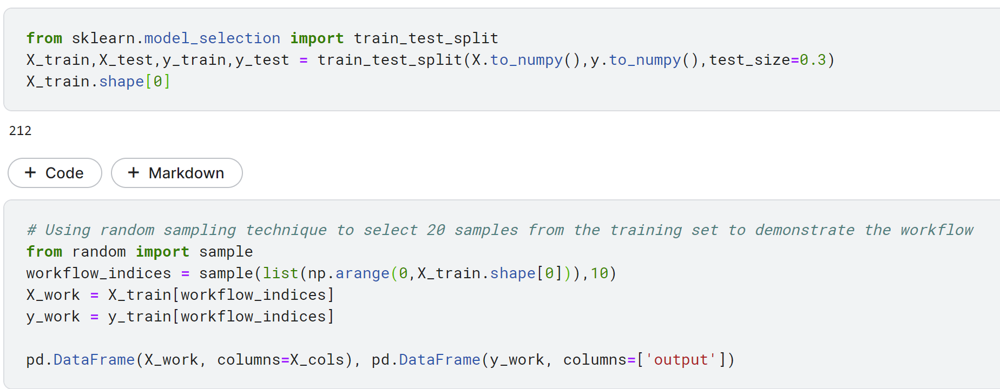 from sklearn.model_selection import train_test_split
X_train,X_test,y_train,y_test = train_test_split(X.to_numpy(),y.to_numpy(),test_size=0.3)
X_train.shape[0]
212
+ Code + Markdown
# Using random sampling technique to select 20 samples from the training set to demonstrate the workflow
from random import sample
workflow_indices = sample(list(np.arange(0,X_train.shape[0])),10)
X_work = X_train[workflow_indices]
y_work = y_train[workflow_indices]
pd.DataFrame(X_work, columns=X_cols), pd.DataFrame(y_work, columns=['output'])